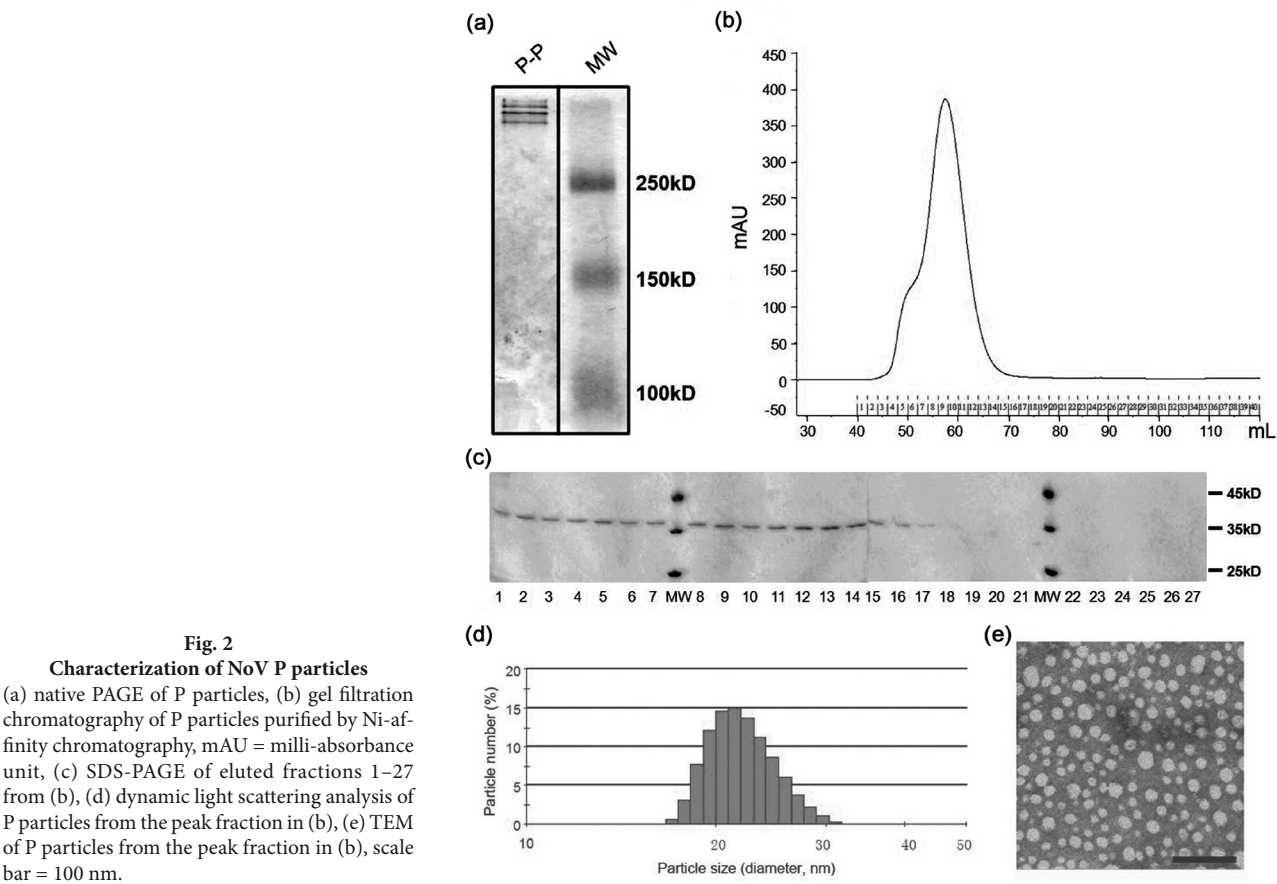 (a)
P-P MW
250kD
150kD
100kD
(b)
450
400
350
300
250
200
150
100
50
0
-50
mAU
1 2 3 4 5 6 7 8 9 10 11 12 13 14 15 16 17 18 19 20 21 22 23 24 25 26 27 28 29 30 31 32 33 34 35 36 37 38 39 40
30 40 50 60 70 80 90 100 110 mL
(c)
45kD
35kD
25kD
1 2 3 4 5 6 7 MW 8 9 10 11 12 13 14 15 16 17 18 19 20 21 MW 22 23 24 25 26 27
(d)
20
15
10
5
0
Particle number (%)
10 20 30 40 50
Particle size (diameter, nm)
(e)
Fig. 2
Characterization of NoV P particles
(a) native PAGE of P particles, (b) gel filtration
chromatography of P particles purified by Ni-af-
finity chromatography, mAU = milli-absorbance
unit, (c) SDS-PAGE of eluted fractions 1–27
from (b), (d) dynamic light scattering analysis of
P particles from the peak fraction in (b), (e) TEM
of P particles from the peak fraction in (b), scale
bar = 100 nm.